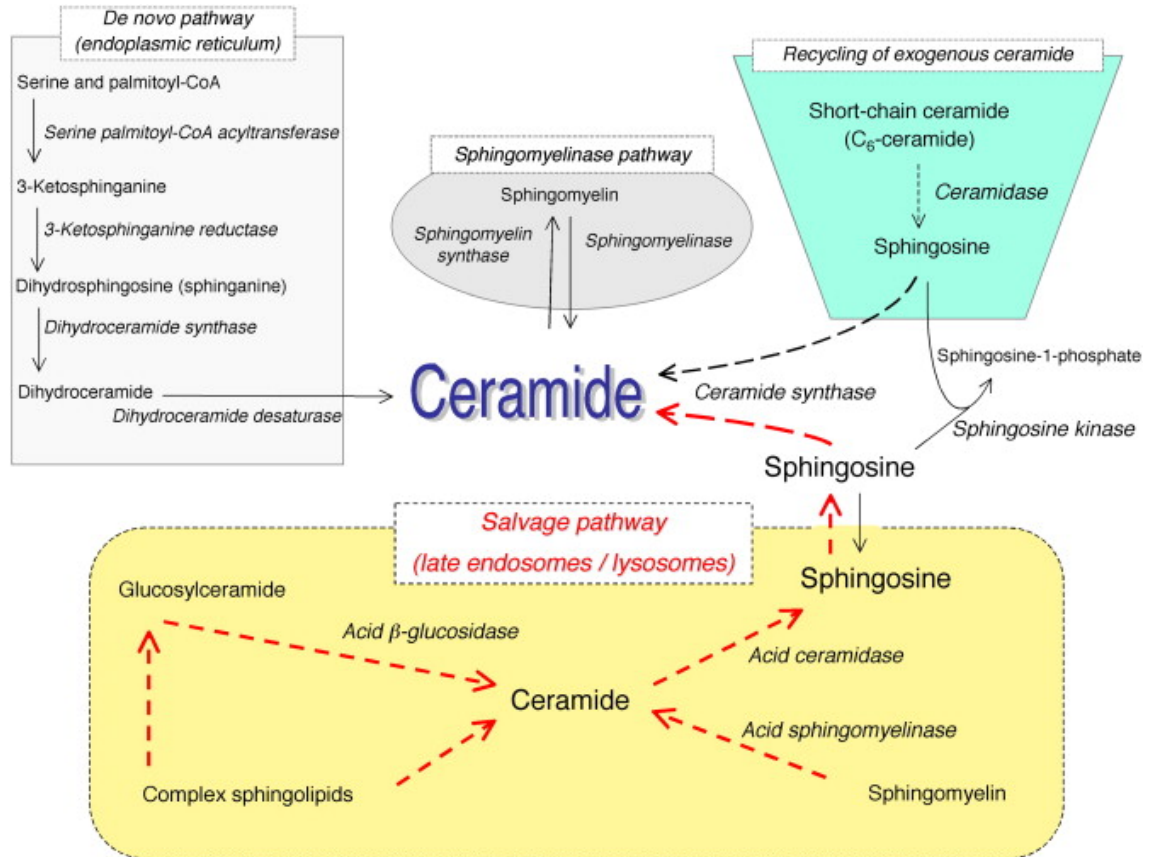 De novo pathway
(endoplasmic reticulum)
Serine and palmitoyl-CoA
Serine palmitoyl-CoA acyltransferase
3-Ketosphinganine
3-Ketosphinganine reductase
Dihydrosphingosine (sphinganine)
Dihydroceramide synthase
Dihydroceramide
Dihydroceramide desaturase
Sphingomyelinase pathway
Sphingomyelin
Sphingomyelin
synthase
Sphingomyelinase
Ceramide
Recycling of exogenous ceramide
Short-chain ceramide
(C₆-ceramide)
Ceramidase
Sphingosine
Sphingosine-1-phosphate
Ceramide synthase
Sphingosine kinase
Sphingosine
Salvage pathway
(late endosomes / lysosomes)
Sphingosine
Glucosylceramide
Acid β-glucosidase
Acid ceramidase
Ceramide
Acid sphingomyelinase
Complex sphingolipids
Sphingomyelin